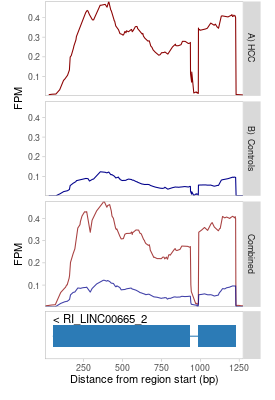 0.4
0.3
0.2
0.1
A) HCC
FPM
0.4
0.3
0.2
0.1
B): Controls
0.4
0.3
0.2
0.1
Combined
FPM
< RI_LINC00665_2
250 500 750 1000 1250
Distance from region start (bp)